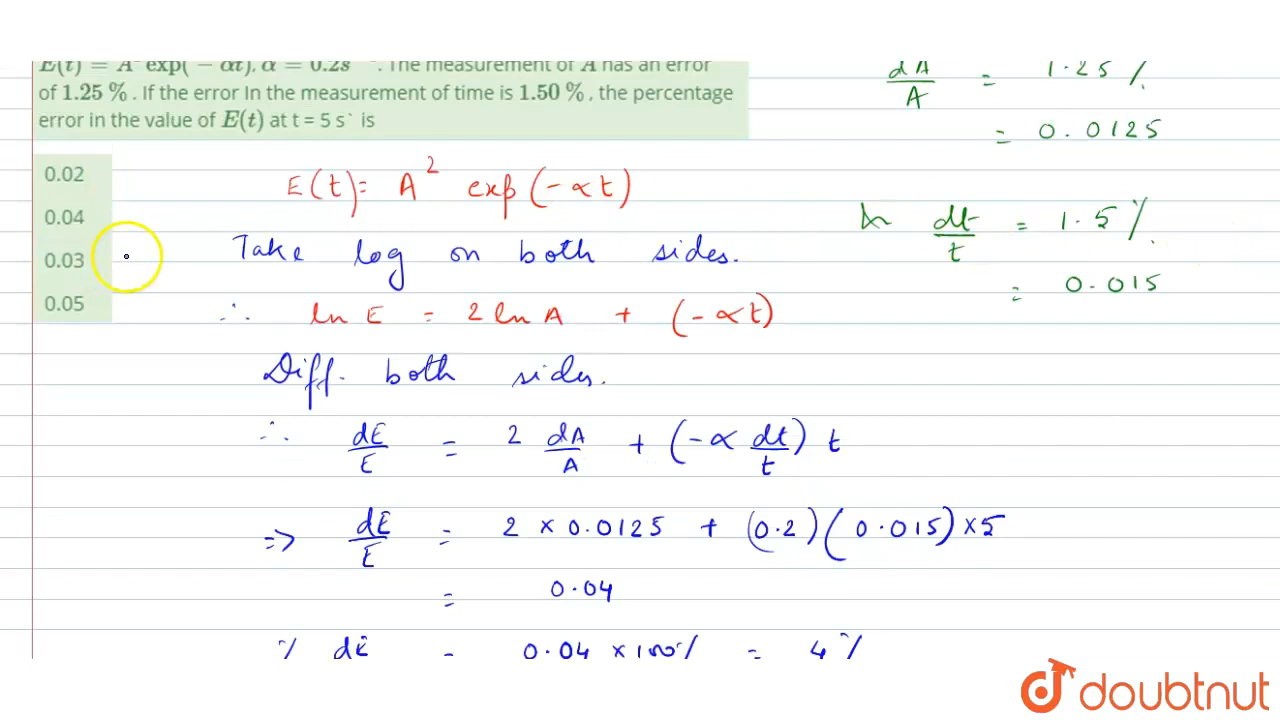 E(t) = A² exp(−αt), α = 0.2s . The measurement of A has an error
of 1.25 % . If the error In the measurement of time is 1.50 % , the percentage
error in the value of E(t) at t = 5 s` is
0.02
0.04
0.03
0.05
E(t)= A² exp(-αt)
Take log on both sides.
∴ ln E = 2 ln A + (-αt)
Diff. both sides.
∴ dE/E = 2 dA/A + (-α dt/t) t
=> dE/E = 2 × 0.0125 + (0.2)(0.015)×5
= 0.04
% dE = 0.04 ×100% = 4%
dA/A = 1.25 %.
= 0.0125
dt/t = 1.5 %.
= 0.015
doubtnut